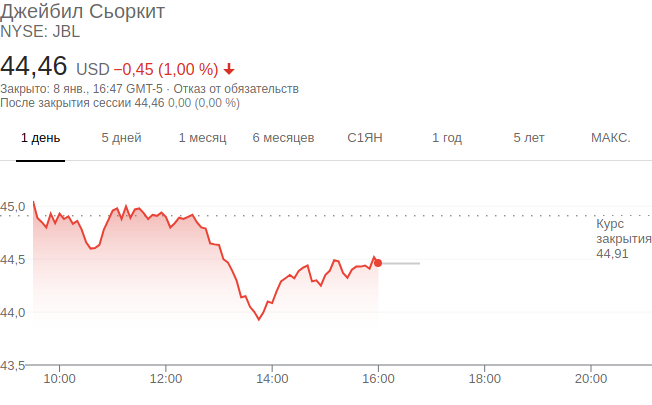 Джейбил Сьоркит
NYSE: JBL
44,46 USD −0,45 (1,00 %)
Закрыто: 8 янв., 16:47 GMT-5 · Отказ от обязательств
После закрытия сессии 44,46 0,00 (0,00 %)
1 день 5 дней 1 месяц 6 месяцев С1ЯН 1 год 5 лет МАКС.
45,0
Курс
закрытия
44,91
44,5
44,0
43,5
10:00 12:00 14:00 16:00 18:00 20:00